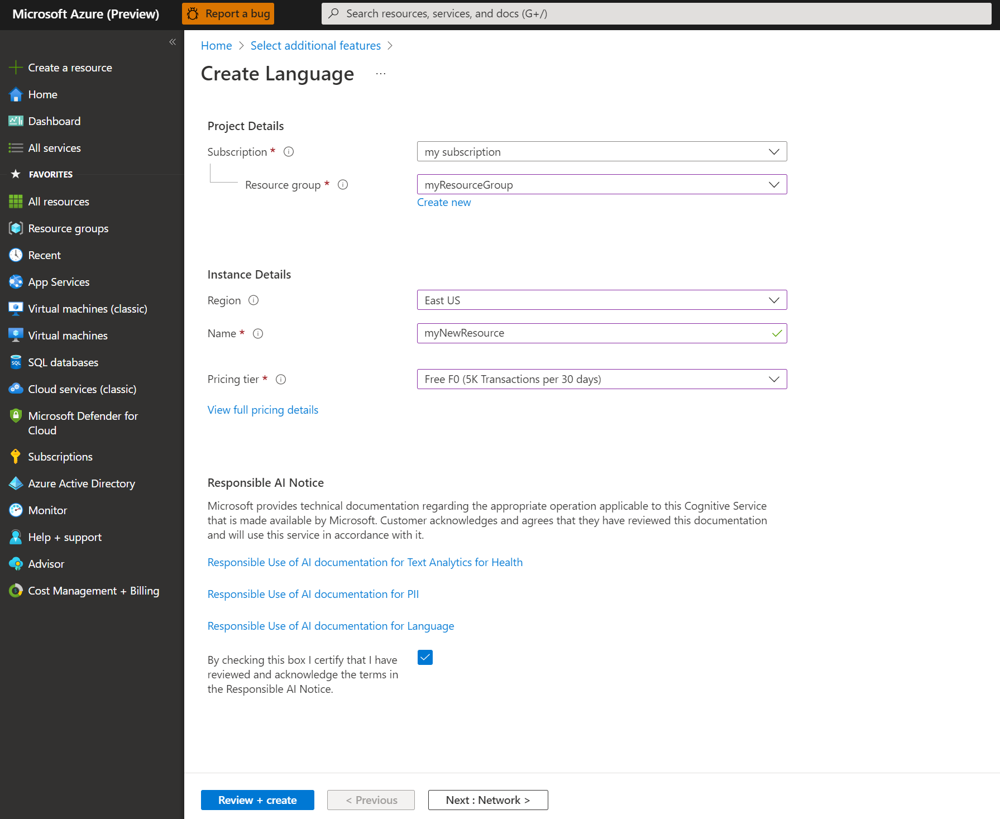 Microsoft Azure (Preview)
Report a bug
Search resources, services, and docs (G+/)
«
Create a resource
Home
Dashboard
All services
FAVORITES
All resources
Resource groups
Recent
App Services
Virtual machines (classic)
Virtual machines
SQL databases
Cloud services (classic)
Microsoft Defender for
Cloud
Subscriptions
Azure Active Directory
Monitor
Help + support
Advisor
Cost Management + Billing
Home > Select additional features >
Create Language ...
Project Details
Subscription *
my subscription
Resource group *
myResourceGroup
Create new
Instance Details
Region
East US
Name *
myNewResource
Pricing tier *
Free F0 (5K Transactions per 30 days)
View full pricing details
Responsible AI Notice
Microsoft provides technical documentation regarding the appropriate operation applicable to this Cognitive Service
that is made available by Microsoft. Customer acknowledges and agrees that they have reviewed this documentation
and will use this service in accordance with it.
Responsible Use of AI documentation for Text Analytics for Health
Responsible Use of AI documentation for PII
Responsible Use of AI documentation for Language
By checking this box I certify that I have
reviewed and acknowledge the terms in
the Responsible AI Notice.
Review + create
< Previous
Next : Network >